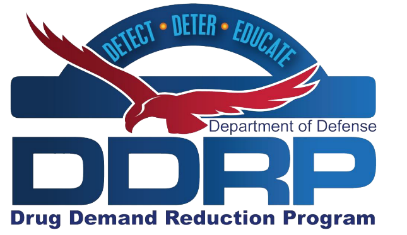 DETECT • DETER • EDUCATE
Department of Defense
DDRP
Drug Demand Reduction Program